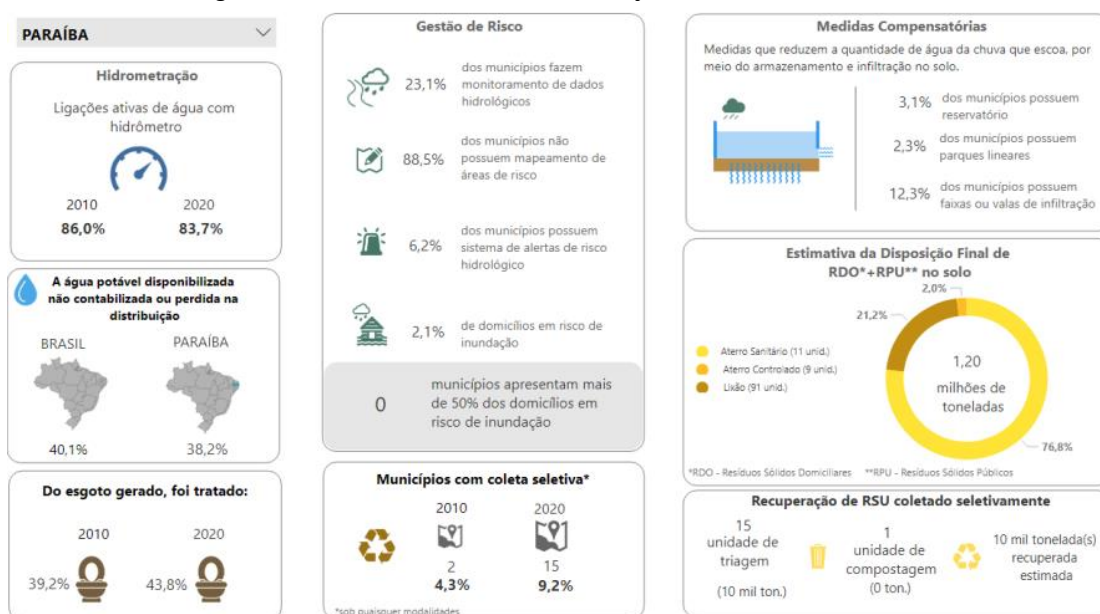 PARAÍBA
Hidrometração
Ligações ativas de água com
hidrômetro
2010 2020
86,0% 83,7%
A água potável disponibilizada
não contabilizada ou perdida na
distribuição
BRASIL PARAÍBA
40,1% 38,2%
Do esgoto gerado, foi tratado:
2010 2020
39,2% 43,8%
Gestão de Risco
23,1% dos municípios fazem
monitoramento de dados
hidrológicos
88,5% dos municípios não
possuem mapeamento de
áreas de risco
6,2% dos municípios possuem
sistema de alertas de risco
hidrológico
2,1% de domicílios em risco de
inundação
0 municípios apresentam mais
de 50% dos domicílios em
risco de inundação
Municípios com coleta seletiva*
2010 2020
2 15
4,3% 9,2%
*sob quaisquer modalidades
Medidas Compensatórias
Medidas que reduzem a quantidade de água da chuva que escoa, por
meio do armazenamento e infiltração no solo.
3,1% dos municípios possuem
reservatório
2,3% dos municípios possuem
parques lineares
12,3% dos municípios possuem
faixas ou valas de infiltração
Estimativa da Disposição Final de
RDO*+RPU** no solo
2,0%
21,2%
Aterro Sanitário (11 unid.)
Aterro Controlado (9 unid.)
Lixão (91 unid.)
1,20
milhões de
toneladas
76,8%
*RDO - Resíduos Sólidos Domiciliares **RPU - Resíduos Sólidos Públicos
Recuperação de RSU coletado seletivamente
15
unidade de
triagem
(10 mil ton.)
1
unidade de
compostagem
(0 ton.)
10 mil tonelada(s)
recuperada
estimada